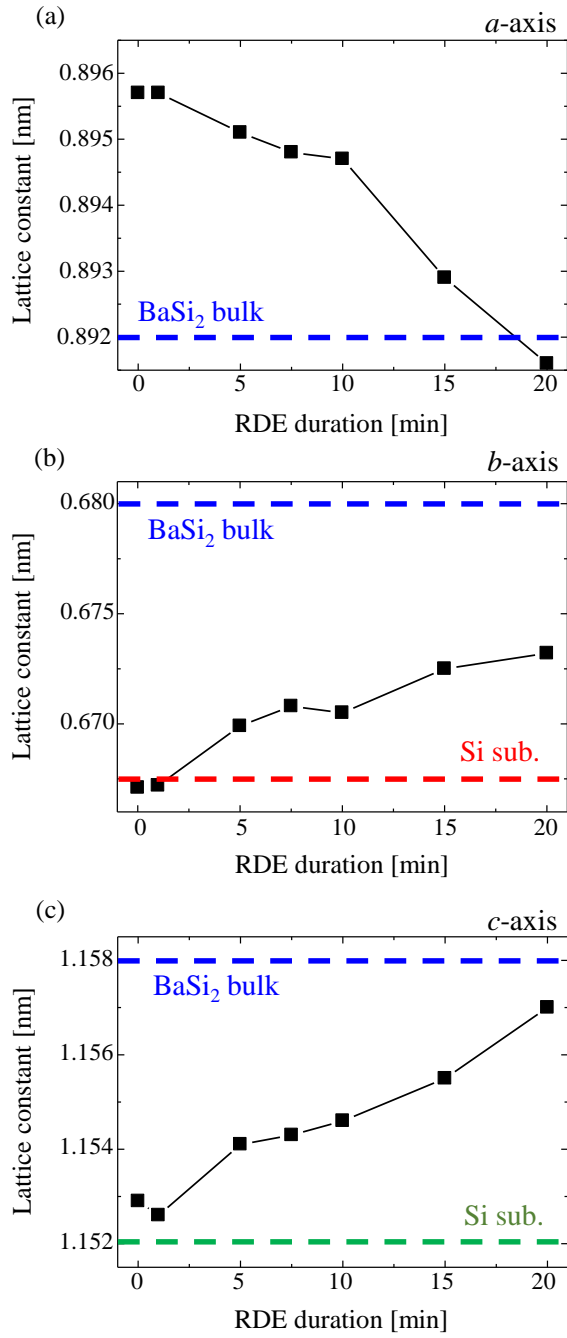 (a)
a-axis
0.896
0.895
0.894
0.893
0.892
Lattice constant [nm]
BaSi₂ bulk
0 5 10 15 20
RDE duration [min]
(b)
b-axis
0.680
0.675
0.670
Lattice constant [nm]
BaSi₂ bulk
Si sub.
0 5 10 15 20
RDE duration [min]
(c)
c-axis
1.158
1.156
1.154
1.152
Lattice constant [nm]
BaSi₂ bulk
Si sub.
0 5 10 15 20
RDE duration [min]